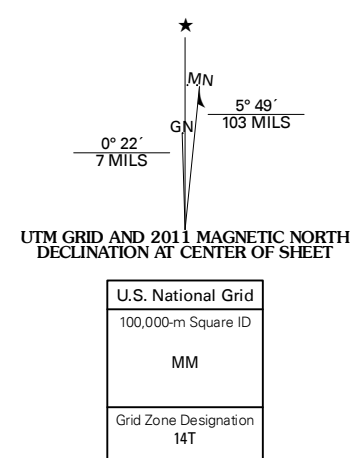 ★
MN
GN
5° 49´
103 MILS
0° 22´
7 MILS
UTM GRID AND 2011 MAGNETIC NORTH
DECLINATION AT CENTER OF SHEET
U.S. National Grid
100,000-m Square ID
MM
Grid Zone Designation
14T